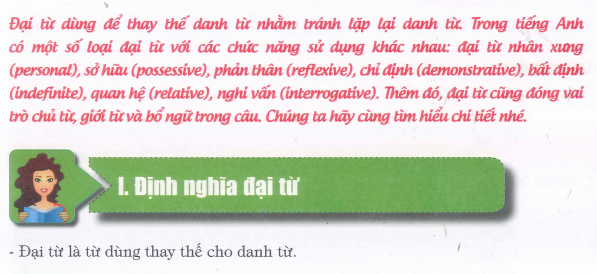 Đại từ dùng để thay thế danh từ nhằm tránh lặp lại danh từ. Trong tiếng Anh
có một số loại đại từ với các chức năng sử dụng khác nhau: đại từ nhân xưng
(personal), sở hữu (possessive), phản thân (reflexive), chỉ định (demonstrative), bất định
(indefinite), quan hệ (relative), nghi vấn (interrogative). Thêm đó, đại từ cũng đóng vai
trò chủ từ, giới từ và bổ ngữ trong câu. Chúng ta hãy cùng tìm hiểu chi tiết nhé.
I. Định nghĩa đại từ
- Đại từ là từ dùng thay thế cho danh từ.